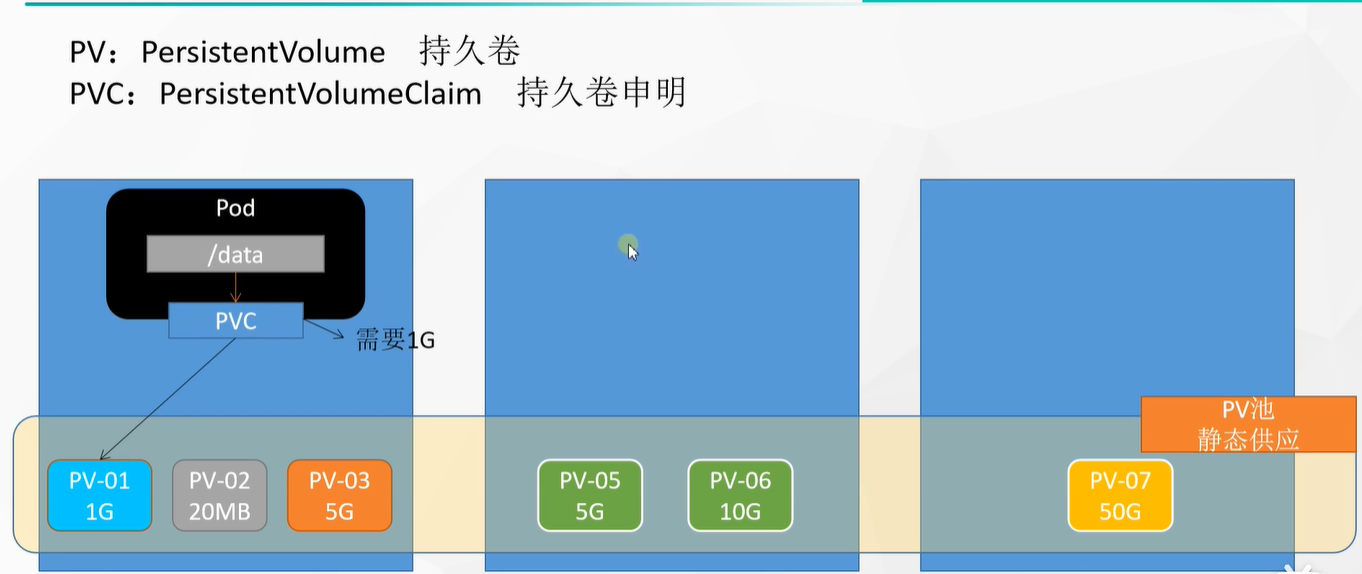 PV：PersistentVolume 持久卷
PVC：PersistentVolumeClaim 持久卷申明
Pod
/data
PVC
需要1G
PV池
静态供应
PV-01
1G
PV-02
20MB
PV-03
5G
PV-05
5G
PV-06
10G
PV-07
50G